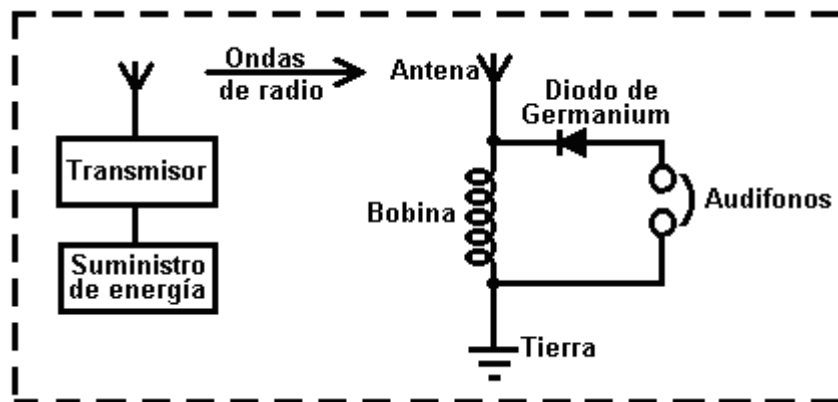 Ondas
de radio
Antena
Diodo de
Germanium
Transmisor
Bobina
Audifonos
Suministro
de energía
Tierra